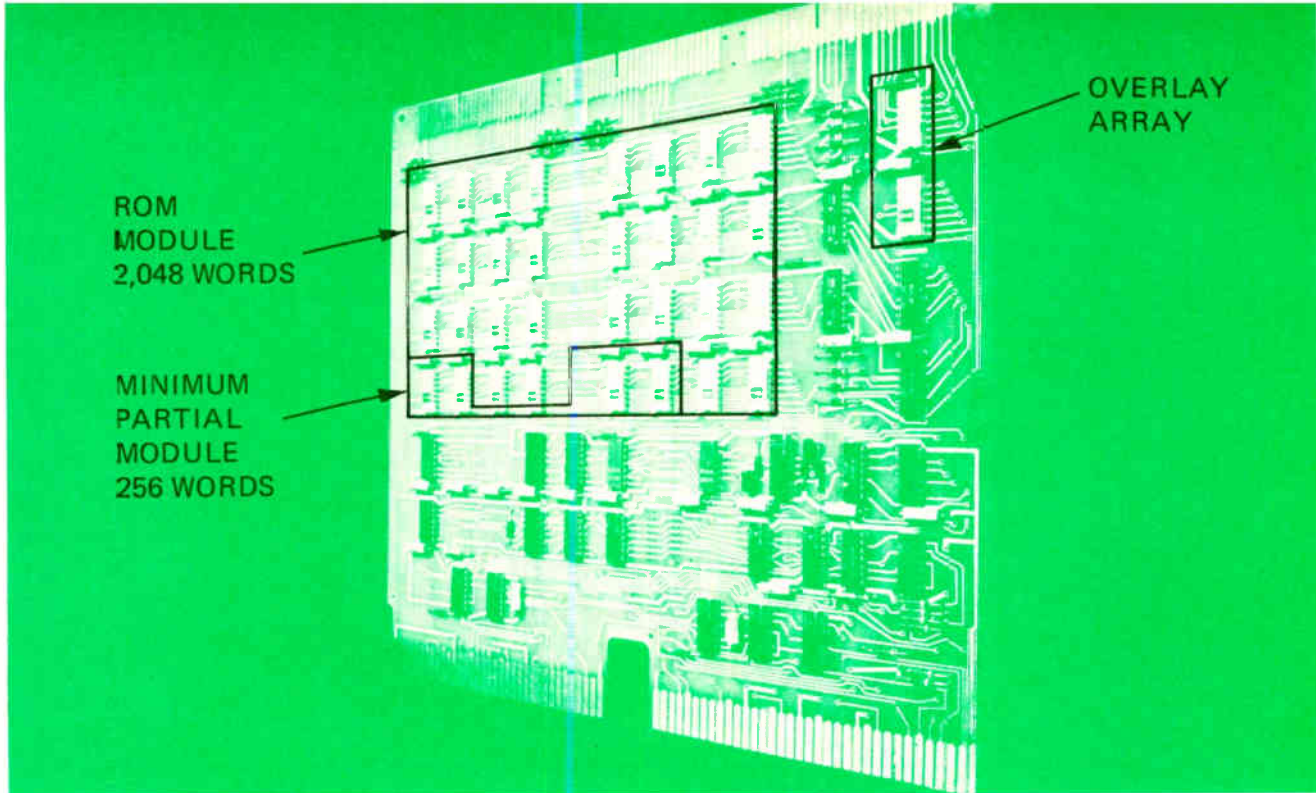 ROM
MODULE
2,048 WORDS
MINIMUM
PARTIAL
MODULE
256 WORDS
OVERLAY
ARRAY